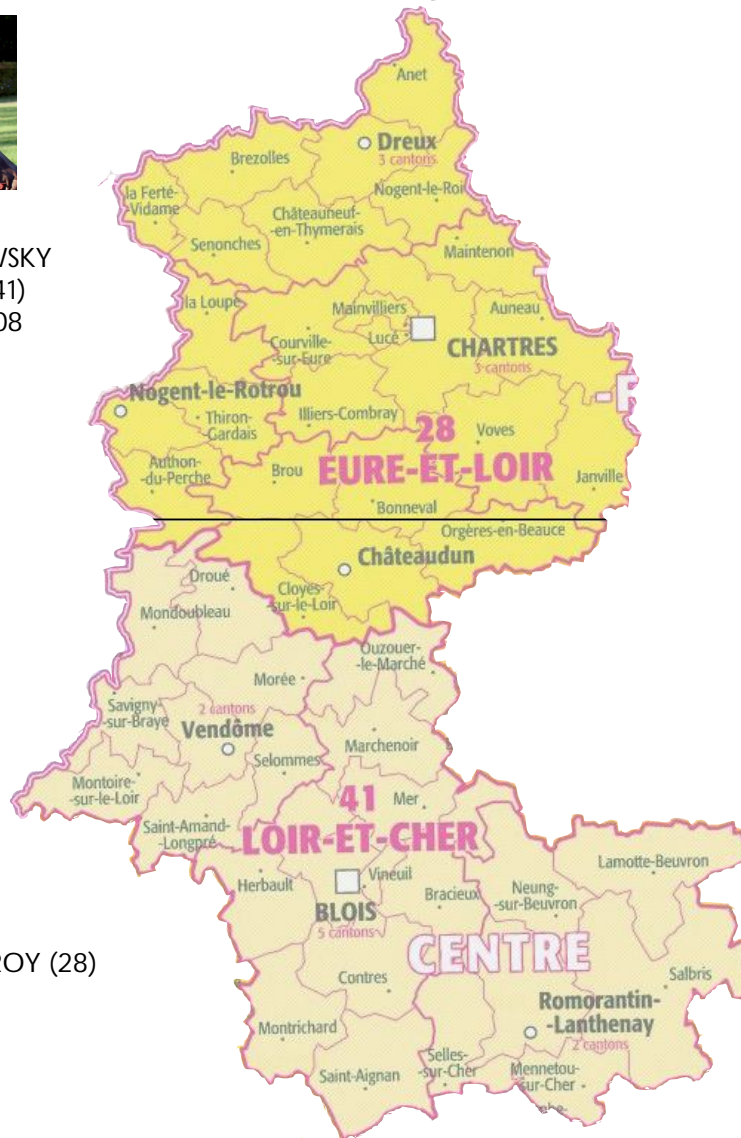 Anet
Dreux
3 cantons
Brezolles
la Ferté-
Vidame
Nogent-le-Roi
Châteauneuf-
-en-Thymerais
Senonches
Maintenon
WSKY
41)
08
la Loupe
Mainvilliers
Auneau
Lucé
Courville-
-sur-Eure
CHARTRES
3 cantons
Nogent-le-Rotrou
Thiron-
-Gardais
Illiers-Combray
28
EURE-ET-LOIR
Voves
Authon-
-du-Perche
Brou
Janville
Bonneval
Orgères-en-Beauce
Châteaudun
Cloyes-
-sur-le-Loir
Droué
Mondoubleau
Ouzouer-
-le-Marché
Morée
Savigny-
-sur-Braye
2 cantons
Vendôme
Marchenoir
Selommes
Montoire-
-sur-le-Loir
41
LOIR-ET-CHER
Mer
Saint-Amand-
-Longpré
Lamotte-Beuvron
Herbault
Vineuil
BLOIS
5 cantons
Bracieux
Neung-
-sur-Beuvron
CENTRE
ROY (28)
Contres
Salbris
Romorantin-
-Lanthenay
2 cantons
Montrichard
Saint-Aignan
Selles-
-sur-Cher
Mennetou-
-sur-Cher